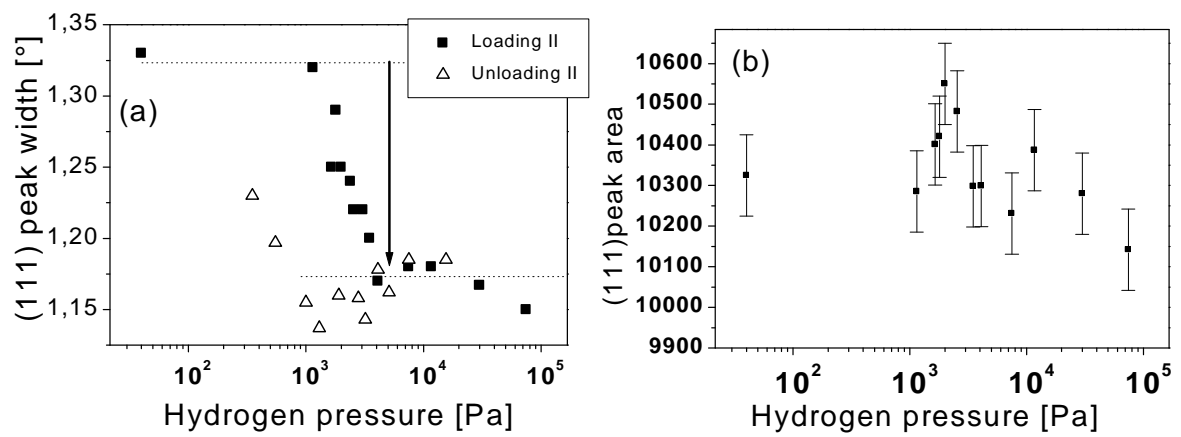 1,35
1,30
1,25
1,20
1,15
(111) peak width [°]
(a)
Loading II
Unloading II
10² 10³ 10⁴ 10⁵
Hydrogen pressure [Pa]
(b)
10600
10500
10400
10300
10200
10100
10000
9900
(111)peak area
10² 10³ 10⁴ 10⁵
Hydrogen pressure [Pa]